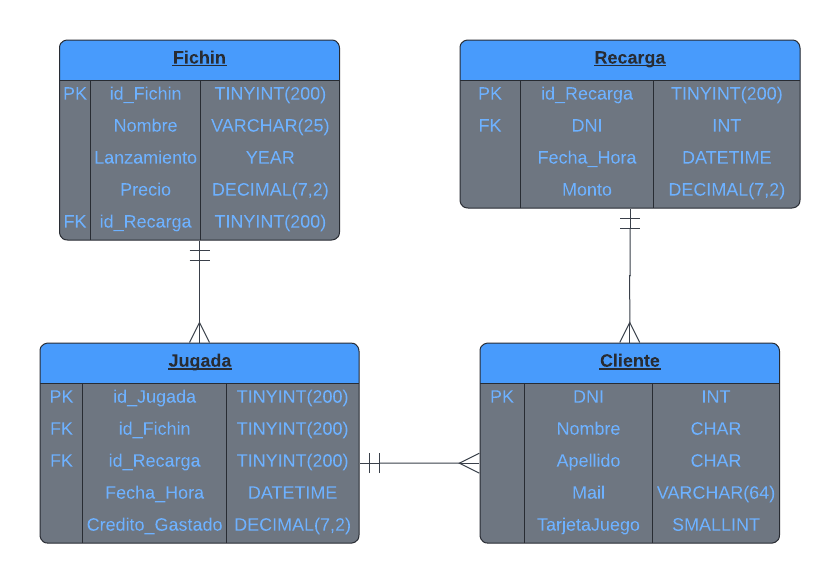 Fichin
PK id_Fichin TINYINT(200)
Nombre VARCHAR(25)
Lanzamiento YEAR
Precio DECIMAL(7,2)
FK id_Recarga TINYINT(200)
Recarga
PK id_Recarga TINYINT(200)
FK DNI INT
Fecha_Hora DATETIME
Monto DECIMAL(7,2)
Jugada
PK id_Jugada TINYINT(200)
FK id_Fichin TINYINT(200)
FK id_Recarga TINYINT(200)
Fecha_Hora DATETIME
Credito_Gastado DECIMAL(7,2)
Cliente
PK DNI INT
Nombre CHAR
Apellido CHAR
Mail VARCHAR(64)
TarjetaJuego SMALLINT